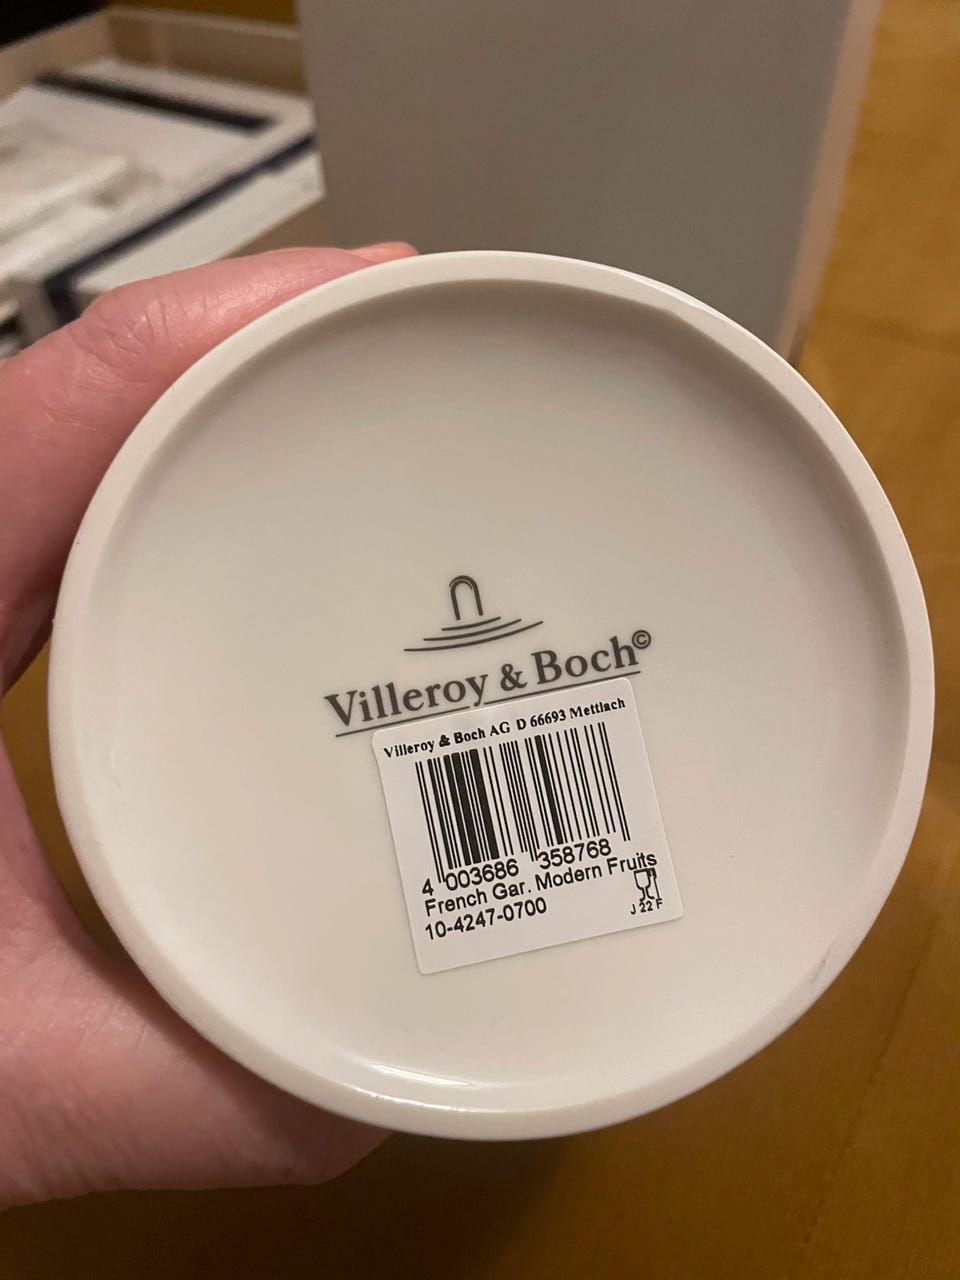 Villeroy & Boch©
Villeroy & Boch AG D 66693 Mettlach
4 003686 358768
French Gar. Modern Fruits
10-4247-0700
J 22 F